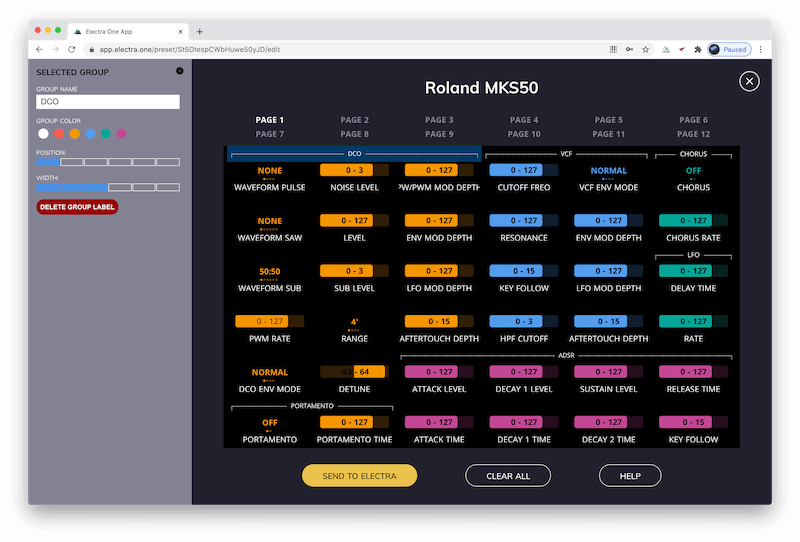 Electra One App
app.electra.one/preset/St5DtespCWbHuwe50yJD/edit
Paused
SELECTED GROUP
GROUP NAME
DCO
GROUP COLOR
POSITION:
WIDTH:
DELETE GROUP LABEL
Roland MKS50
PAGE 1 PAGE 2 PAGE 3 PAGE 4 PAGE 5 PAGE 6
PAGE 7 PAGE 8 PAGE 9 PAGE 10 PAGE 11 PAGE 12
DCO VCF CHORUS
NONE 0 - 3 0 - 127 0 - 127 NORMAL OFF
WAVEFORM PULSE NOISE LEVEL PW/PWM MOD DEPTH CUTOFF FREQ VCF ENV MODE CHORUS
NONE 0 - 127 0 - 127 0 - 127 0 - 127 0 - 127
WAVEFORM SAW LEVEL ENV MOD DEPTH RESONANCE ENV MOD DEPTH CHORUS RATE
LFO
50:50 0 - 3 0 - 127 0 - 15 0 - 127 0 - 127
WAVEFORM SUB SUB LEVEL LFO MOD DEPTH KEY FOLLOW LFO MOD DEPTH DELAY TIME
0 - 127 4' 0 - 15 0 - 3 0 - 15 0 - 127
PWM RATE RANGE AFTERTOUCH DEPTH HPF CUTOFF AFTERTOUCH DEPTH RATE
ADSR
NORMAL -63 - 64 0 - 127 0 - 127 0 - 127 0 - 127
DCO ENV MODE DETUNE ATTACK LEVEL DECAY 1 LEVEL SUSTAIN LEVEL RELEASE TIME
PORTAMENTO
OFF 0 - 127 0 - 127 0 - 127 0 - 127 0 - 15
PORTAMENTO PORTAMENTO TIME ATTACK TIME DECAY 1 TIME DECAY 2 TIME KEY FOLLOW
SEND TO ELECTRA CLEAR ALL HELP